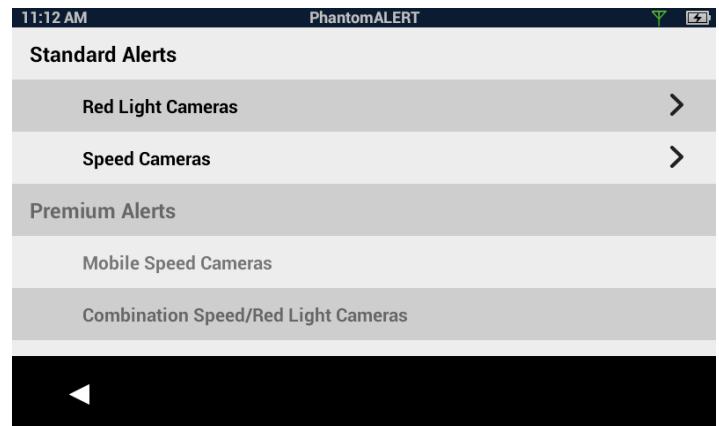 11:12 AM PhantomALERT
Standard Alerts
Red Light Cameras
Speed Cameras
Premium Alerts
Mobile Speed Cameras
Combination Speed/Red Light Cameras